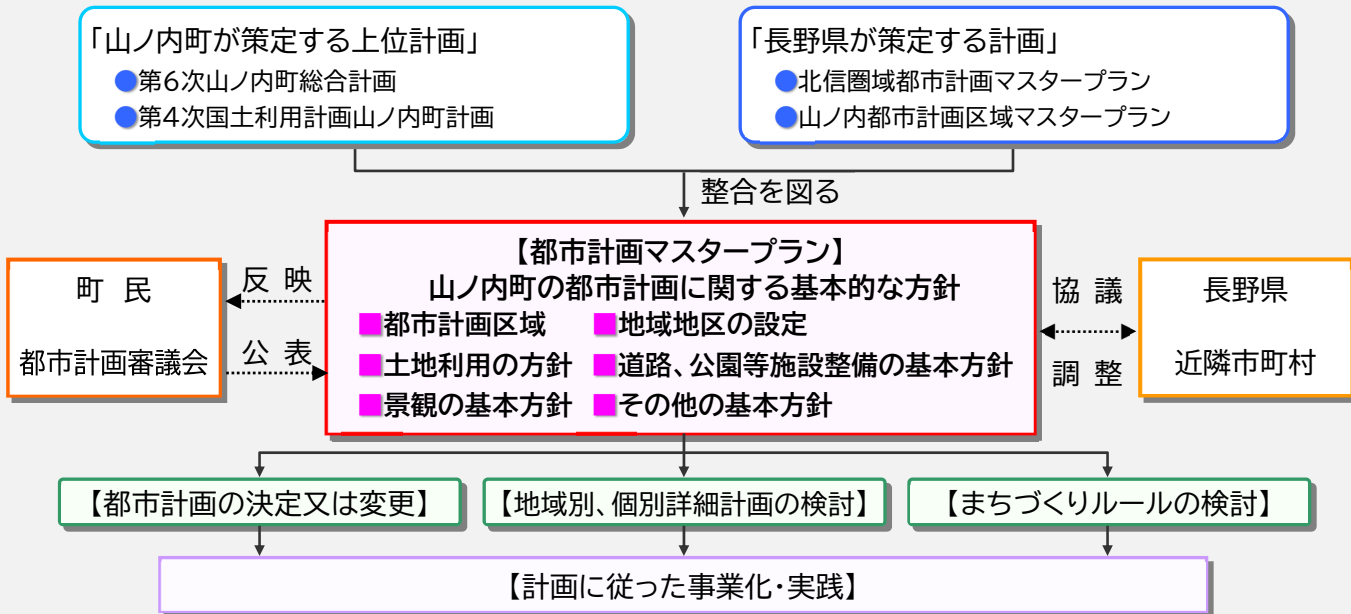 「山ノ内町が策定する上位計画」
●第6次山ノ内町総合計画
●第4次国土利用計画山ノ内町計画
「長野県が策定する計画」
●北信圏域都市計画マスタープラン
●山ノ内都市計画区域マスタープラン
整合を図る
【都市計画マスタープラン】
山ノ内町の都市計画に関する基本的な方針
■都市計画区域 ■地域地区の設定
■土地利用の方針 ■道路、公園等施設整備の基本方針
■景観の基本方針 ■その他の基本方針
町 民
都市計画審議会
反 映
公 表
協 議
調 整
長野県
近隣市町村
【都市計画の決定又は変更】
【地域別、個別詳細計画の検討】
【まちづくりルールの検討】
【計画に従った事業化・実践】